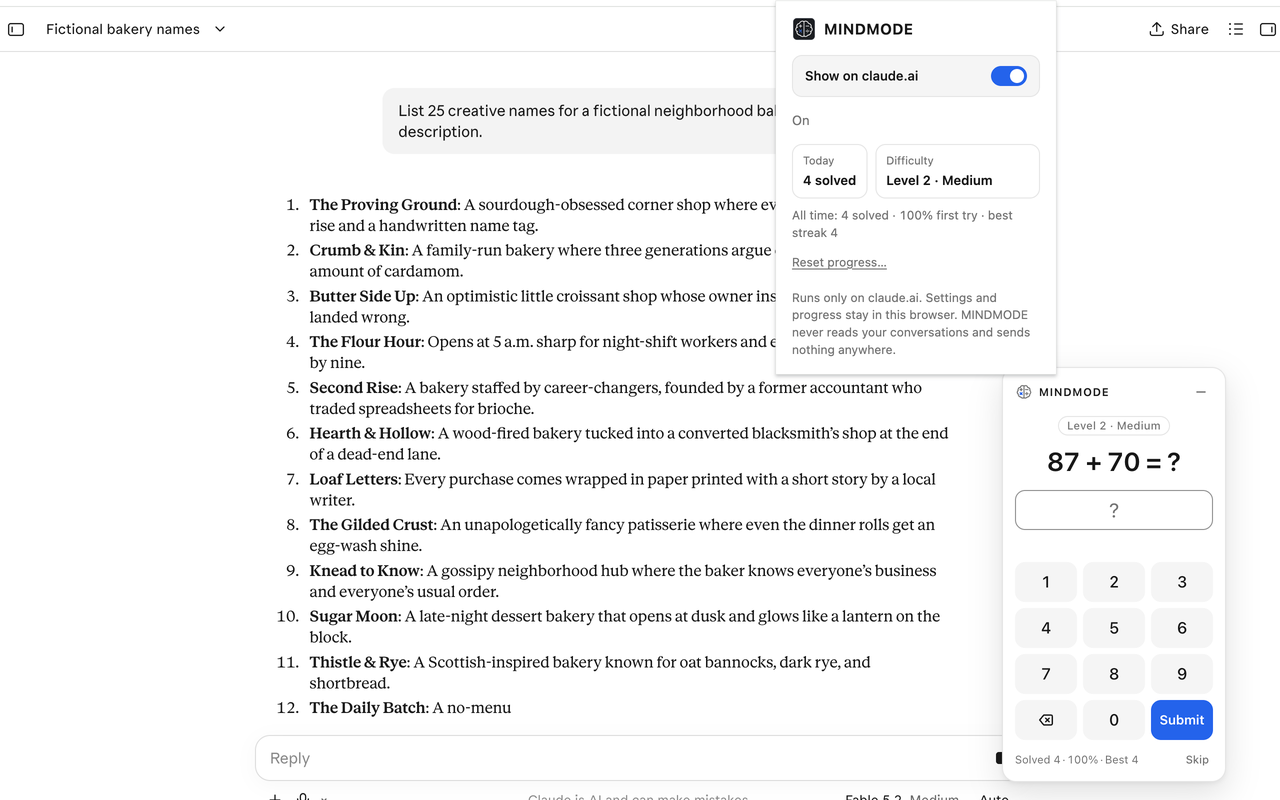 Fictional bakery names
Share
List 25 creative names for a fictional neighborhood
description.
1. The Proving Ground: A sourdough-obsessed corner shop where
rise and a handwritten name tag.
2. Crumb & Kin: A family-run bakery where three generations argue
amount of cardamom.
3. Butter Side Up: An optimistic little croissant shop whose owner
landed wrong.
4. The Flour Hour: Opens at 5 a.m. sharp for night-shift workers and
by nine.
5. Second Rise: A bakery staffed by career-changers, founded by a former accountant who
traded spreadsheets for brioche.
6. Hearth & Hollow: A wood-fired bakery tucked into a converted blacksmith’s shop at the end
of a dead-end lane.
7. Loaf Letters: Every purchase comes wrapped in paper printed with a short story by a local
writer.
8. The Gilded Crust: An unapologetically fancy patisserie where even the dinner rolls get an
egg-wash shine.
9. Knead to Know: A gossipy neighborhood hub where the baker knows everyone’s business
and everyone’s usual order.
10. Sugar Moon: A late-night dessert bakery that opens at dusk and glows like a lantern on the
block.
11. Thistle & Rye: A Scottish-inspired bakery known for oat bannocks, dark rye, and
shortbread.
12. The Daily Batch: A no-menu
Reply
Claude is AI and can make mistakes.
Medium
Auto
MINDMODE
Show on claude.ai
On
Today
4 solved
Difficulty
Level 2 · Medium
All time: 4 solved · 100% first try · best
streak 4
Reset progress...
Runs only on claude.ai. Settings and
progress stay in this browser. MINDMODE
never reads your conversations and sends
nothing anywhere.
MINDMODE
Level 2 · Medium
87 + 70 = ?
?
1 2 3
4 5 6
7 8 9
0 Submit
Solved 4 · 100% · Best 4
Skip